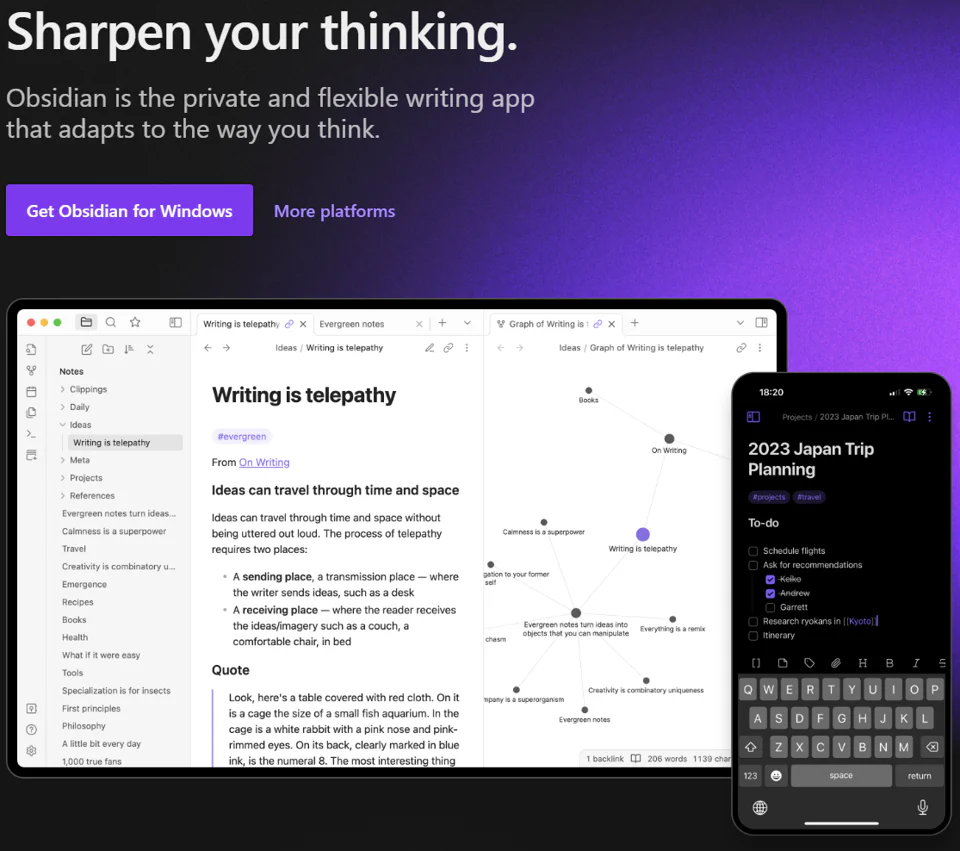 Sharpen your thinking.
Obsidian is the private and flexible writing app
that adapts to the way you think.
Get Obsidian for Windows
More platforms
Writing is telepathy
Evergreen notes
Graph of Writing is
Ideas / Writing is telepathy
Ideas / Graph of Writing is telepathy
Notes
Clippings
Daily
Ideas
Writing is telepathy
Meta
Projects
References
Evergreen notes turn ideas...
Calmness is a superpower
Travel
Creativity is combinatory u...
Emergence
Recipes
Books
Health
What if it were easy
Tools
Specialization is for insects
First principles
Philosophy
A little bit every day
1,000 true fans
Writing is telepathy
#evergreen
From On Writing
Ideas can travel through time and space
Ideas can travel through time and space without
being uttered out loud. The process of telepathy
requires two places:
• A sending place, a transmission place — where
the writer sends ideas, such as a desk
• A receiving place — where the reader receives
the ideas/imagery such as a couch, a
comfortable chair, in bed
Quote
Look, here's a table covered with red cloth. On it
is a cage the size of a small fish aquarium. In the
cage is a white rabbit with a pink nose and pink-
rimmed eyes. On its back, clearly marked in blue
ink, is the numeral 8. The most interesting thing
Books
On Writing
Calmness is a superpower
Writing is telepathy
gation to your former
self
Evergreen notes turn ideas into
objects that you can manipulate
Everything is a remix
chasm
Creativity is combinatory uniqueness
mpany is a superorganism
Evergreen notes
1 backlink
206 words
1139 char
18:20
Projects / 2023 Japan Trip Pl...
2023 Japan Trip
Planning
#projects #travel
To-do
Schedule flights
Ask for recommendations
Keiko
Andrew
Garrett
Research ryokans in [[Kyoto]]
Itinerary
[] H B I S
Q W E R T Y U I O P
A S D F G H J K L
Z X C V B N M
123 space return